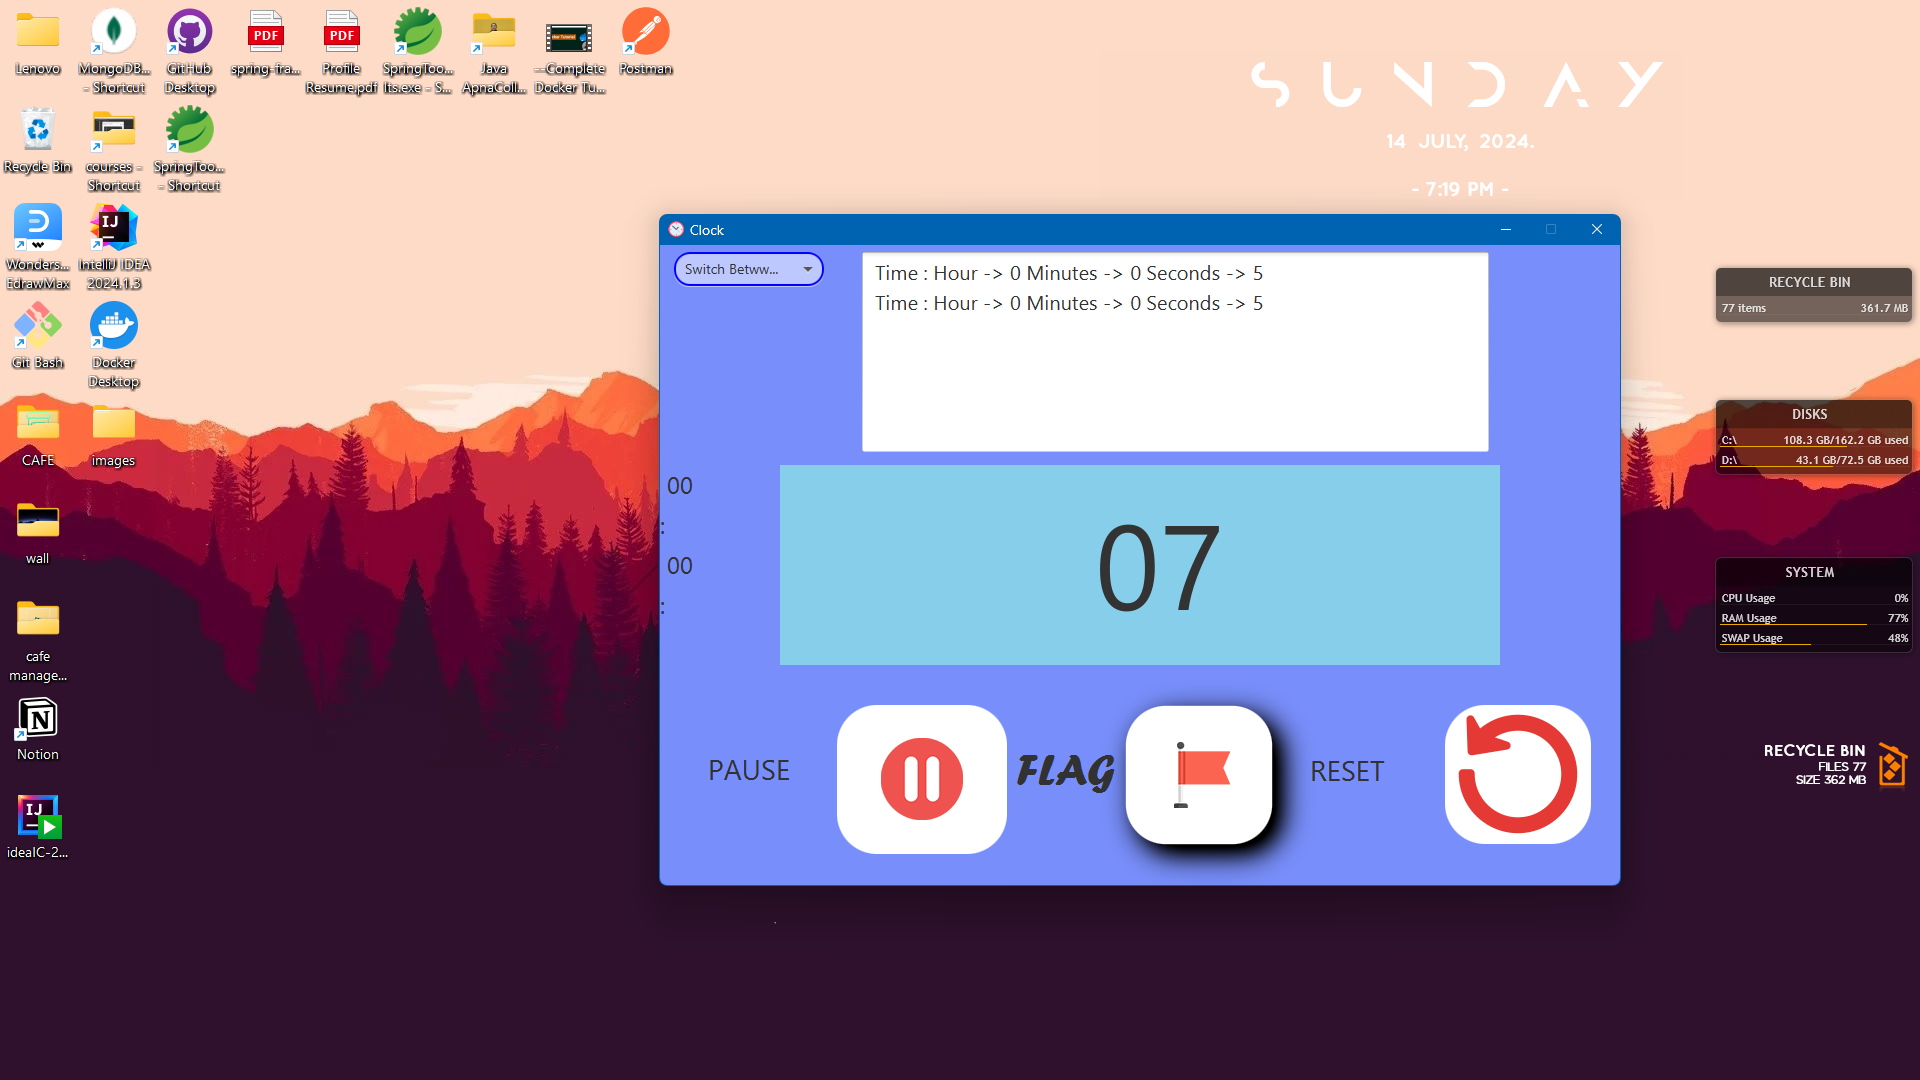 Lenovo
MongoDB...
- Shortcut
GitHub
Desktop
spring-fra...
Profile
Resume.pdf
SpringToo...
lts.exe - S...
Java
ApnaColl...
--Complete
Docker Tu...
Postman
Recycle Bin
courses -
Shortcut
SpringToo...
- Shortcut
Wonders...
EdrawMax
IntelliJ IDEA
2024.1.3
Git Bash
Docker
Desktop
CAFE
images
wall
cafe
manage...
Notion
ideaIC-2...
SUNDAY
14 JULY, 2024.
- 7:19 PM -
Clock
Switch Betww...
Time : Hour -> 0 Minutes -> 0 Seconds -> 5
Time : Hour -> 0 Minutes -> 0 Seconds -> 5
00
:
00
:
07
PAUSE
FLAG
RESET
RECYCLE BIN
77 items 361.7 MB
DISKS
C:\ 108.3 GB/162.2 GB used
D:\ 43.1 GB/72.5 GB used
SYSTEM
CPU Usage 0%
RAM Usage 77%
SWAP Usage 48%
RECYCLE BIN
FILES 77
SIZE 362 MB